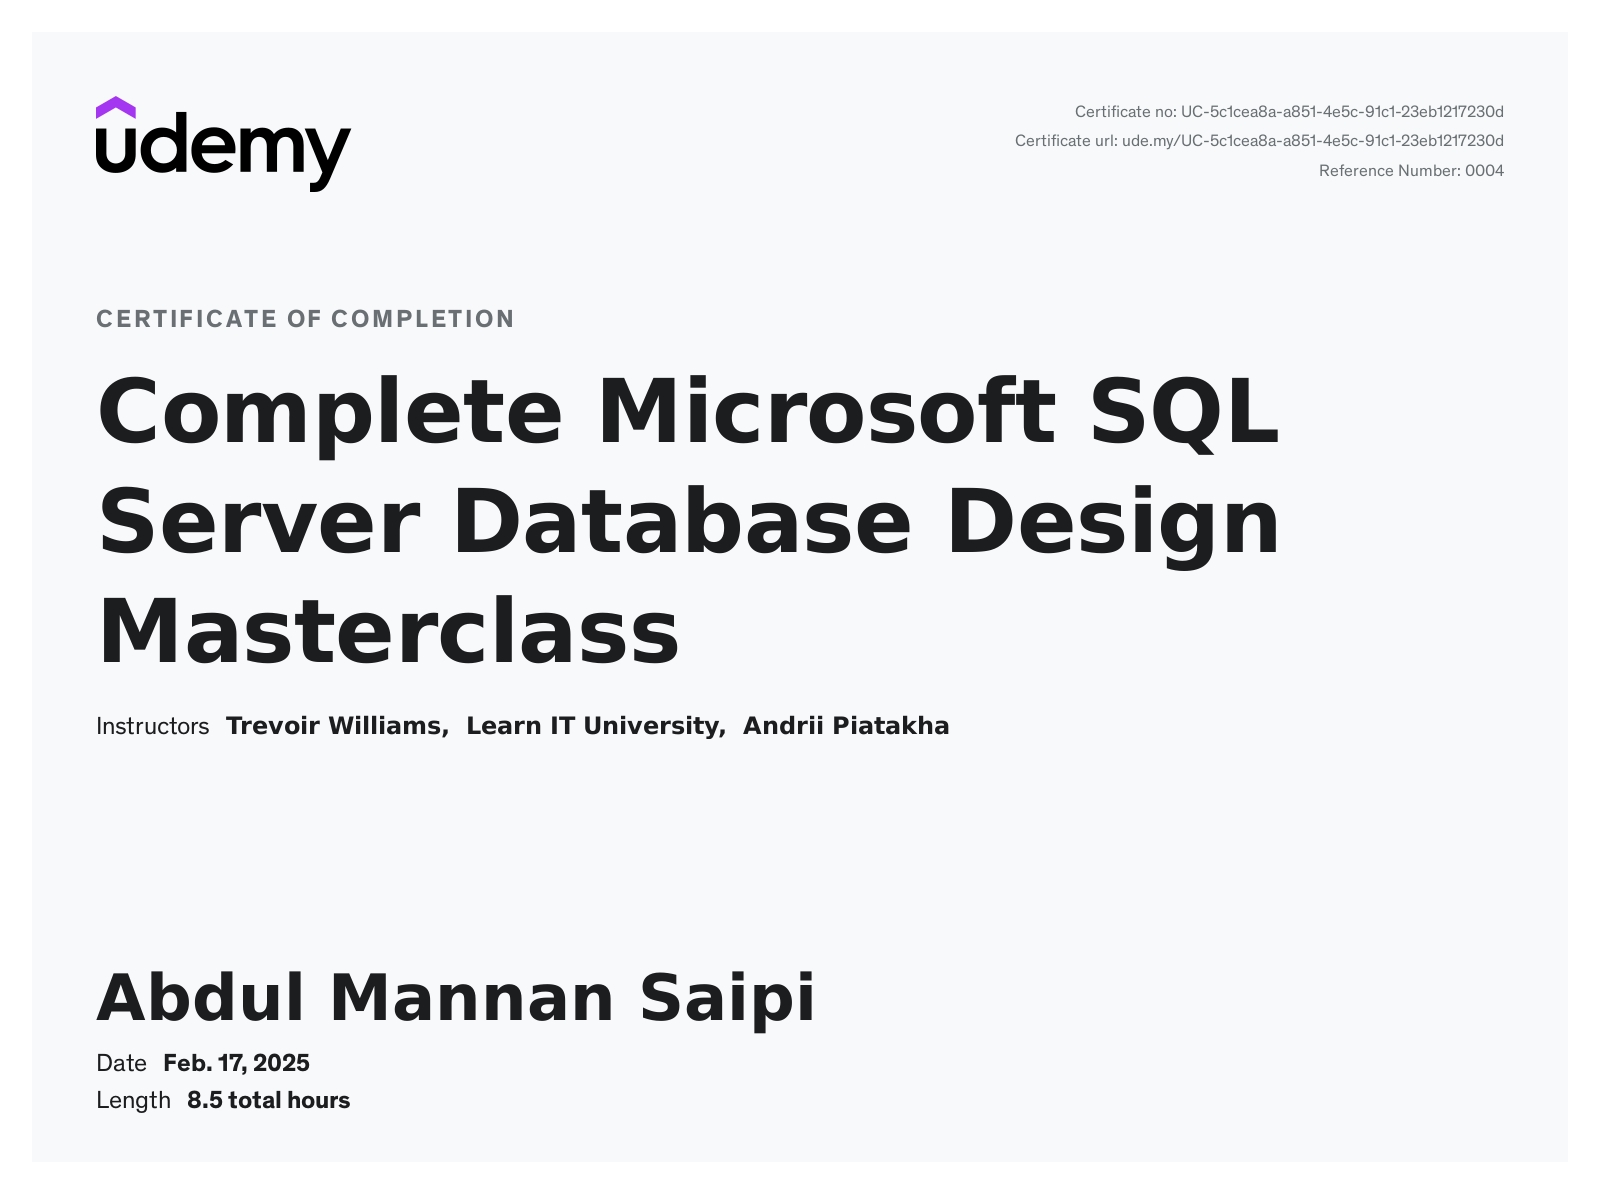 udemy
Certificate no: UC-5c1cea8a-a851-4e5c-91c1-23eb1217230d
Certificate url: ude.my/UC-5c1cea8a-a851-4e5c-91c1-23eb1217230d
Reference Number: 0004
CERTIFICATE OF COMPLETION
Complete Microsoft SQL
Server Database Design
Masterclass
Instructors Trevoir Williams, Learn IT University, Andrii Piatakha
Abdul Mannan Saipi
Date Feb. 17, 2025
Length 8.5 total hours